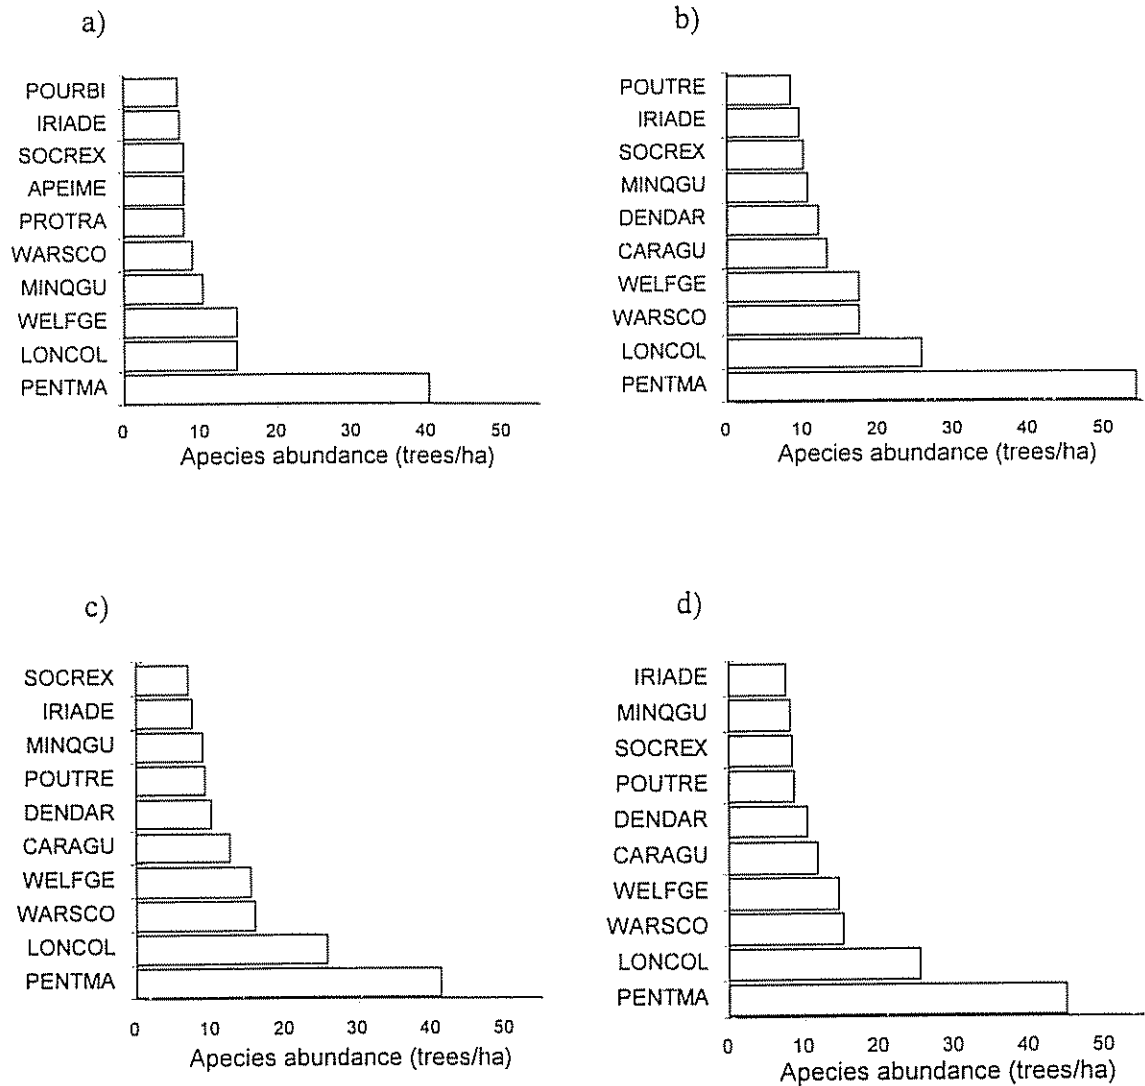 a)
POURBI
IRIADE
SOCREX
APEIME
PROTRA
WARSCO
MINQGU
WELFGE
LONCOL
PENTMA
0 10 20 30 40 50
Apecies abundance (trees/ha)
b)
POUTRE
IRIADE
SOCREX
MINQGU
DENDAR
CARAGU
WELFGE
WARSCO
LONCOL
PENTMA
0 10 20 30 40 50
Apecies abundance (trees/ha)
c)
SOCREX
IRIADE
MINQGU
POUTRE
DENDAR
CARAGU
WELFGE
WARSCO
LONCOL
PENTMA
0 10 20 30 40 50
Apecies abundance (trees/ha)
d)
IRIADE
MINQGU
SOCREX
POUTRE
DENDAR
CARAGU
WELFGE
WARSCO
LONCOL
PENTMA
0 10 20 30 40 50
Apecies abundance (trees/ha)